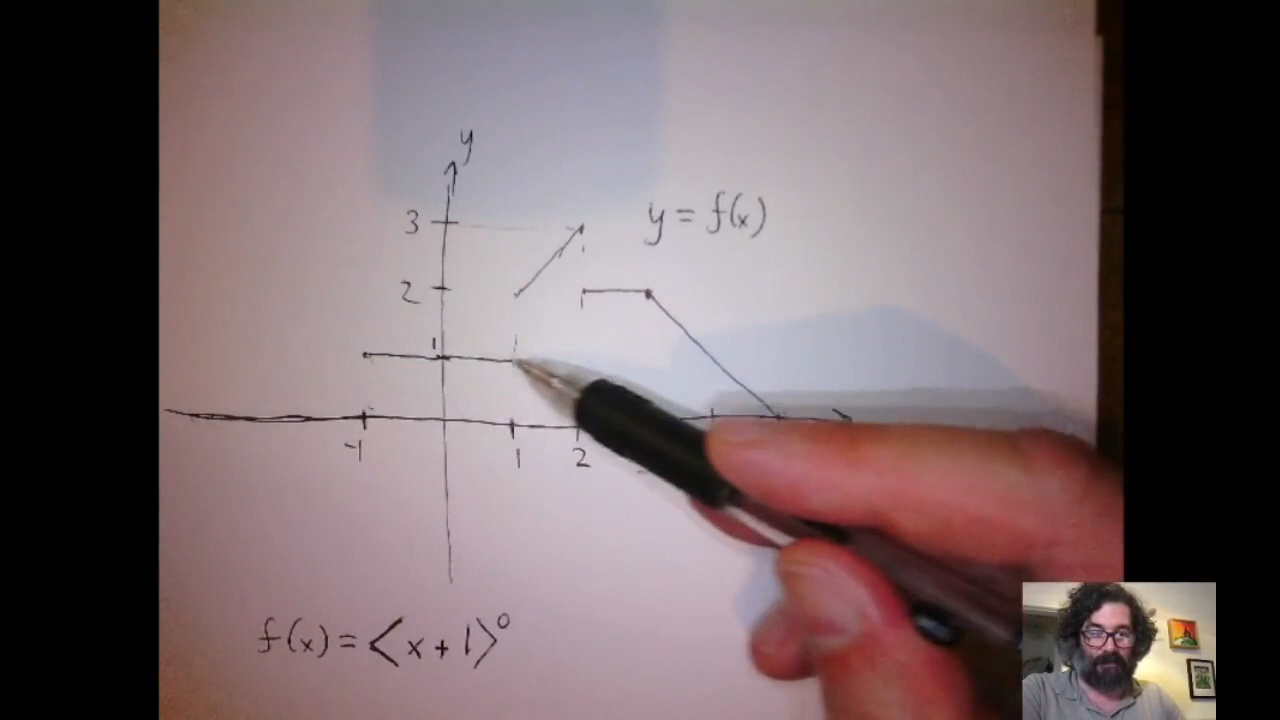 y
3
y = f(x)
2
1
-1
1
2
f(x) = <x + 1>⁰